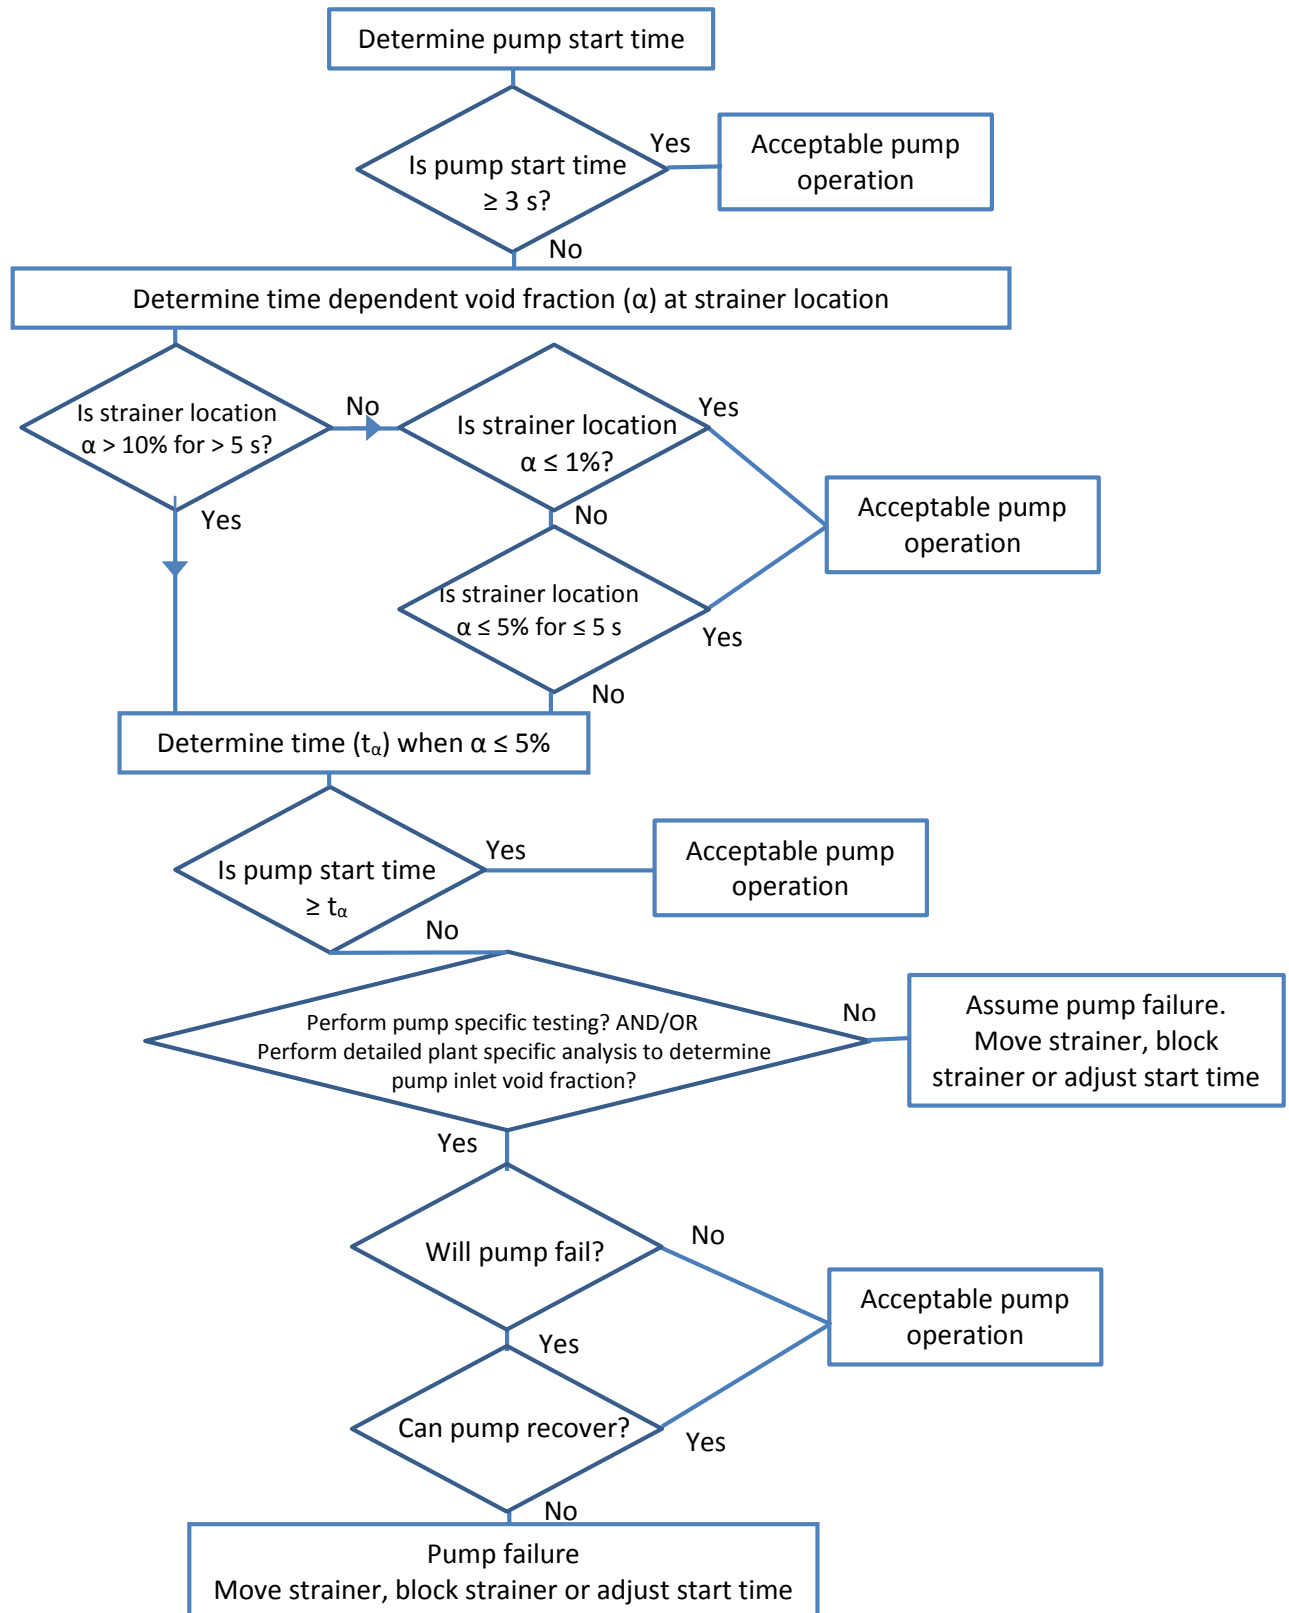 Determine pump start time
Is pump start time
≥ 3 s?
Yes
Acceptable pump
operation
No
Determine time dependent void fraction (α) at strainer location
Is strainer location
α > 10% for > 5 s?
No
Is strainer location
α ≤ 1%?
Yes
Acceptable pump
operation
Yes
No
Is strainer location
α ≤ 5% for ≤ 5 s
Yes
No
Determine time (tα) when α ≤ 5%
Is pump start time
≥ tα
Yes
Acceptable pump
operation
No
Perform pump specific testing? AND/OR
Perform detailed plant specific analysis to determine
pump inlet void fraction?
No
Assume pump failure.
Move strainer, block
strainer or adjust start time
Yes
Will pump fail?
No
Acceptable pump
operation
Yes
Can pump recover?
Yes
No
Pump failure
Move strainer, block strainer or adjust start time